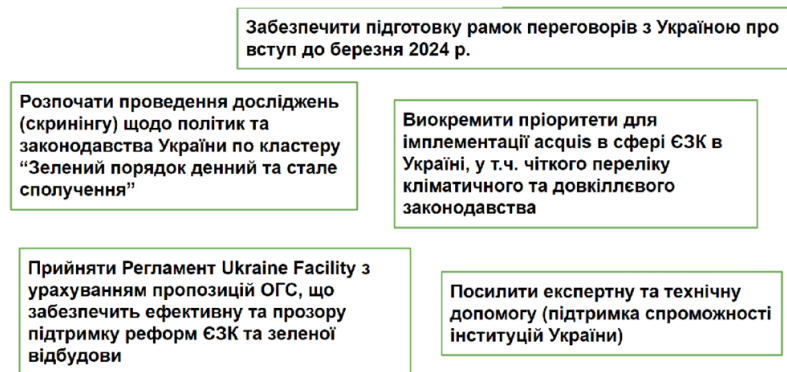 Забезпечити підготовку рамок переговорів з Україною про
вступ до березня 2024 р.
Розпочати проведення досліджень
(скринінгу) щодо політик та
законодавства України по кластеру
“Зелений порядок денний та стале
сполучення”
Виокремити пріоритети для
імплементації acquis в сфері ЄЗК в
Україні, у т.ч. чіткого переліку
кліматичного та довкіллєвого
законодавства
Прийняти Регламент Ukraine Facility з
урахуванням пропозицій ОГС, що
забезпечить ефективну та прозору
підтримку реформ ЄЗК та зеленої
відбудови
Посилити експертну та технічну
допомогу (підтримка спроможності
інституцій України)